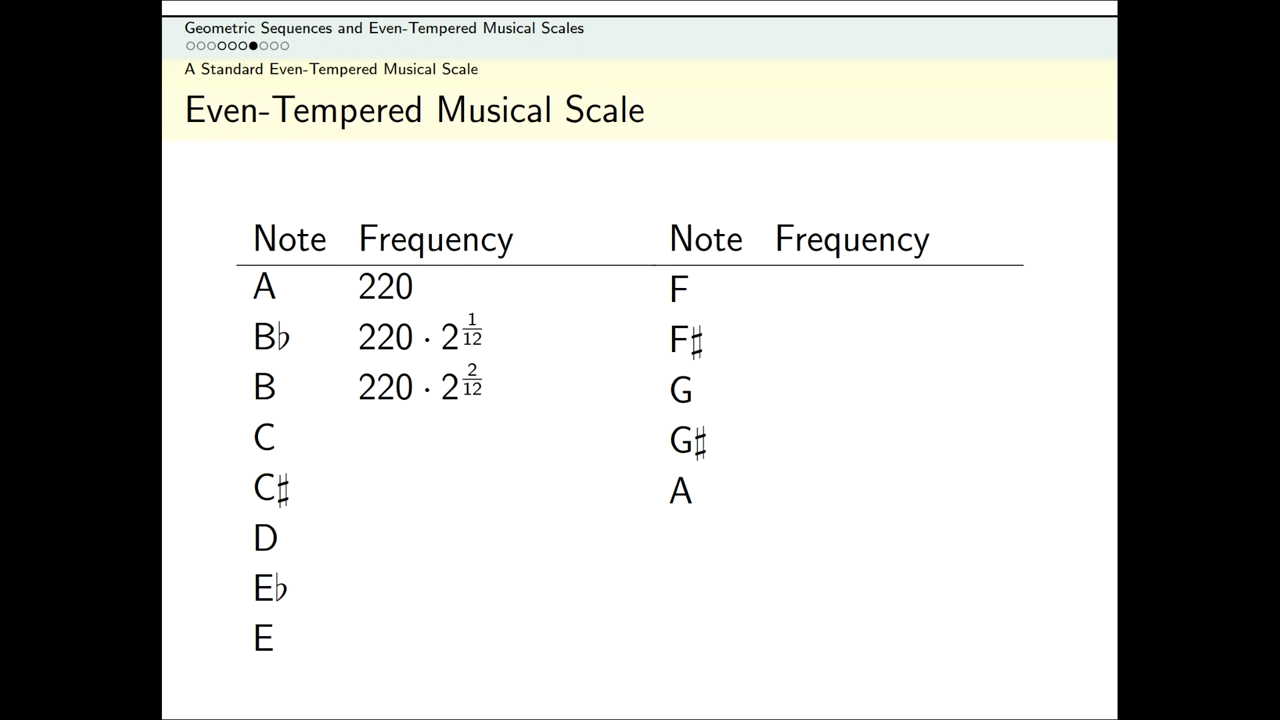 Geometric Sequences and Even-Tempered Musical Scales
A Standard Even-Tempered Musical Scale
Even-Tempered Musical Scale
Note Frequency Note Frequency
A 220 F
B♭ 220 · 2^{1/12} F♯
B 220 · 2^{2/12} G
C G♯
C♯ A
D
E♭
E